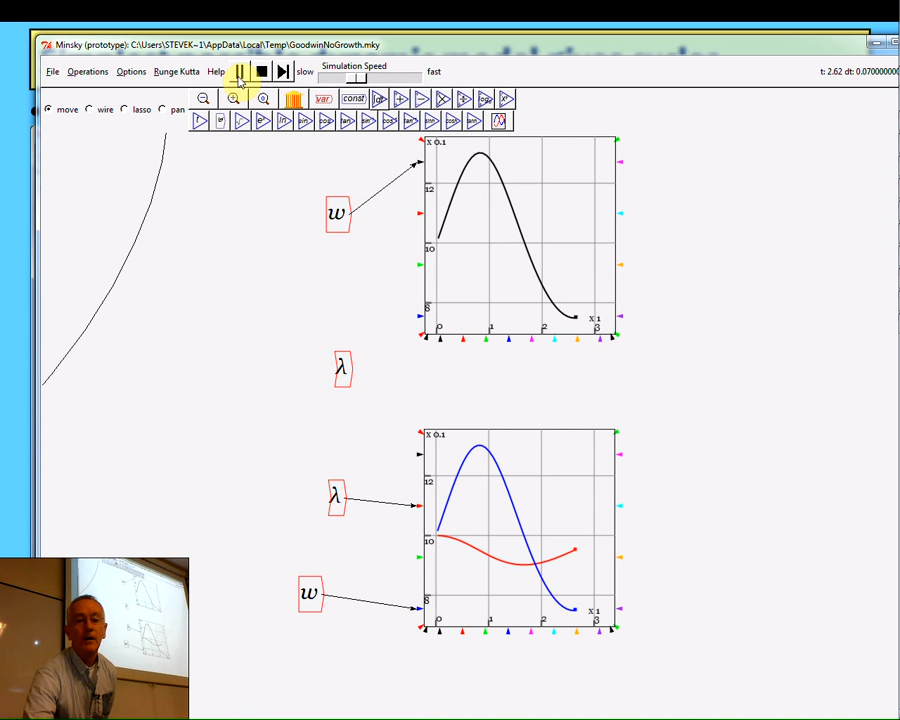 Minsky (prototype): C:\Users\STEVEK~1\AppData\Local\Temp\GoodwinNoGrowth.mky
File Operations Options Runge Kutta Help slow Simulation Speed fast t: 2.62 dt: 0.0700000
move wire lasso pan
var const
X 0.1
12
10
8
0 1 2 3
X 1
w
λ
X 0.1
12
10
8
0 1 2 3
X 1
λ
w